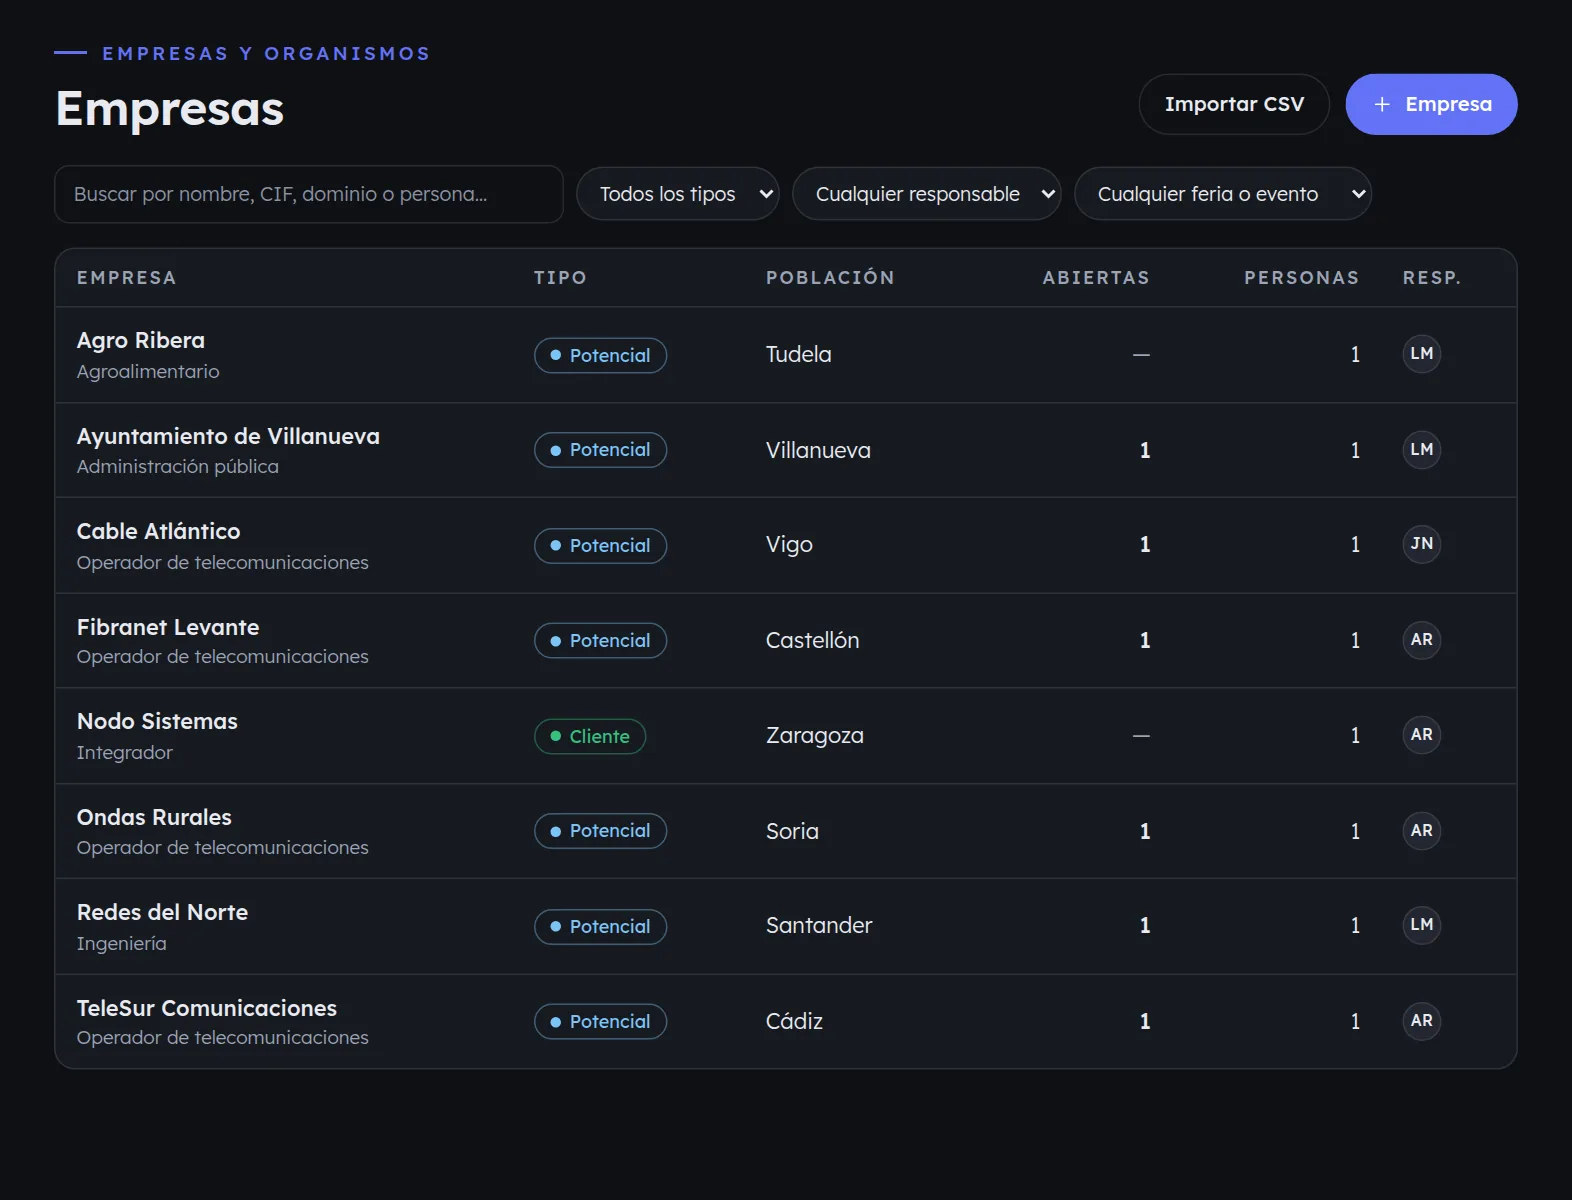 EMPRESAS Y ORGANISMOS
Empresas
Importar CSV
+ Empresa
Buscar por nombre, CIF, dominio o persona...
Todos los tipos
Cualquier responsable
Cualquier feria o evento
EMPRESA TIPO POBLACIÓN ABIERTAS PERSONAS RESP.
Agro Ribera
Agroalimentario
Potencial Tudela — 1 LM
Ayuntamiento de Villanueva
Administración pública
Potencial Villanueva 1 1 LM
Cable Atlántico
Operador de telecomunicaciones
Potencial Vigo 1 1 JN
Fibranet Levante
Operador de telecomunicaciones
Potencial Castellón 1 1 AR
Nodo Sistemas
Integrador
Cliente Zaragoza — 1 AR
Ondas Rurales
Operador de telecomunicaciones
Potencial Soria 1 1 AR
Redes del Norte
Ingeniería
Potencial Santander 1 1 LM
TeleSur Comunicaciones
Operador de telecomunicaciones
Potencial Cádiz 1 1 AR